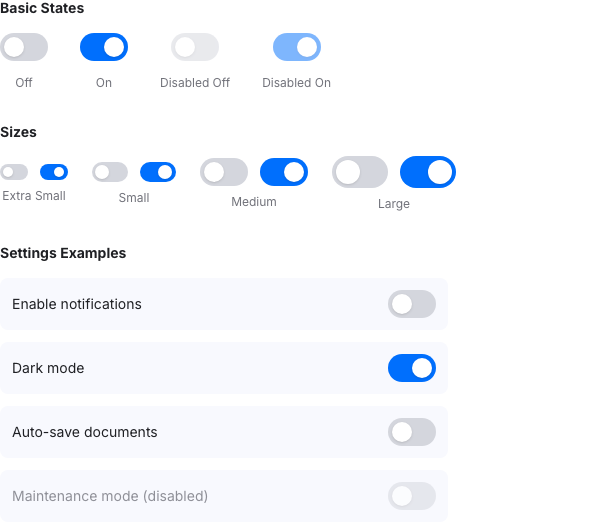 Basic States
Off On Disabled Off Disabled On
Sizes
Extra Small Small Medium Large
Settings Examples
Enable notifications
Dark mode
Auto-save documents
Maintenance mode (disabled)